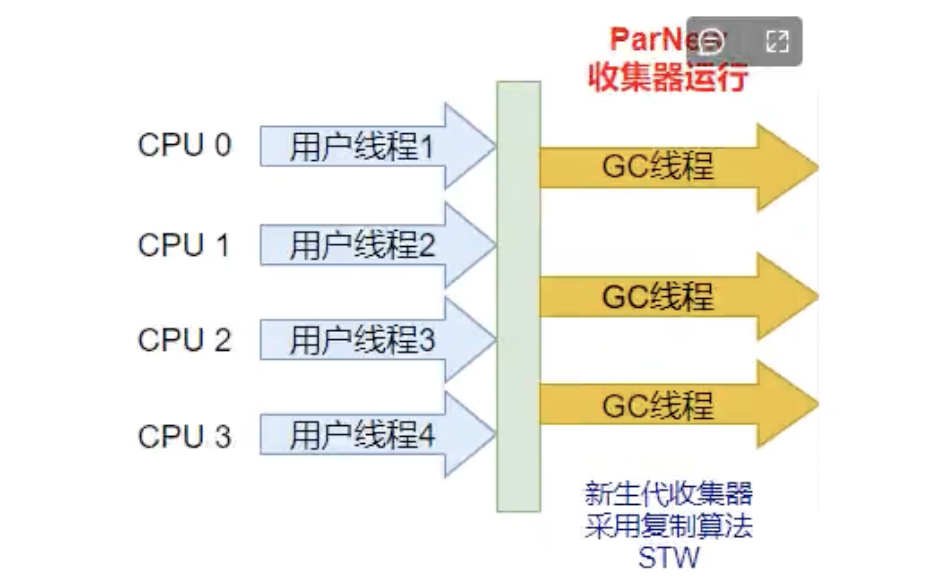 ParNew
收集器运行
CPU 0
用户线程1
GC线程
CPU 1
用户线程2
GC线程
CPU 2
用户线程3
GC线程
CPU 3
用户线程4
新生代收集器
采用复制算法
STW